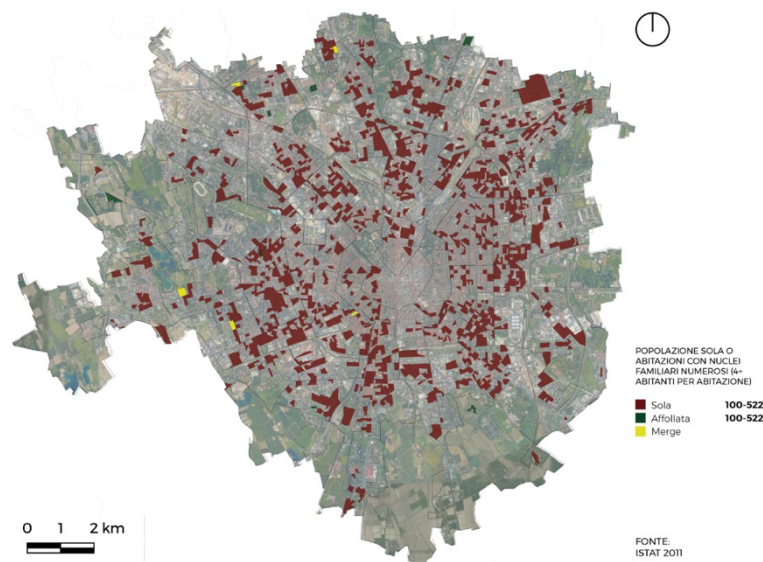 POPOLAZIONE SOLA O
ABITAZIONI CON NUCLEI
FAMILIARI NUMEROSI (4+
ABITANTI PER ABITAZIONE)
Sola 100-522
Affollata 100-522
Merge
0 1 2 km
FONTE:
ISTAT 2011